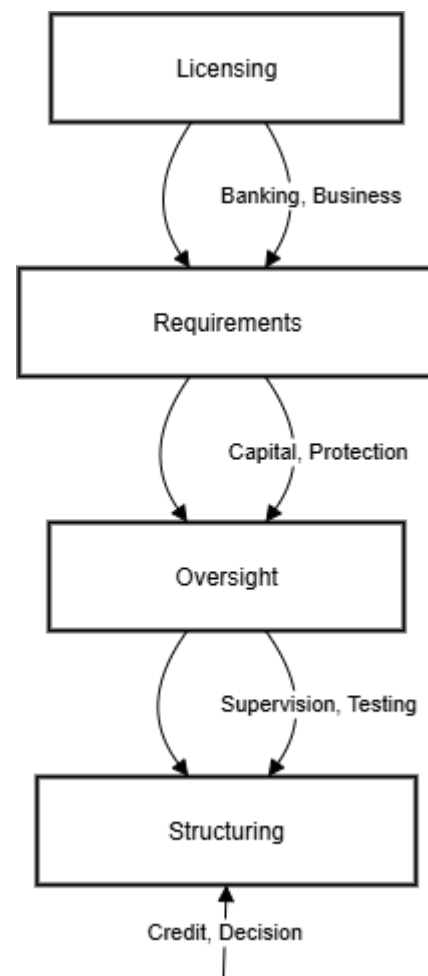 Licensing
Banking, Business
Requirements
Capital, Protection
Oversight
Supervision, Testing
Structuring
Credit, Decision